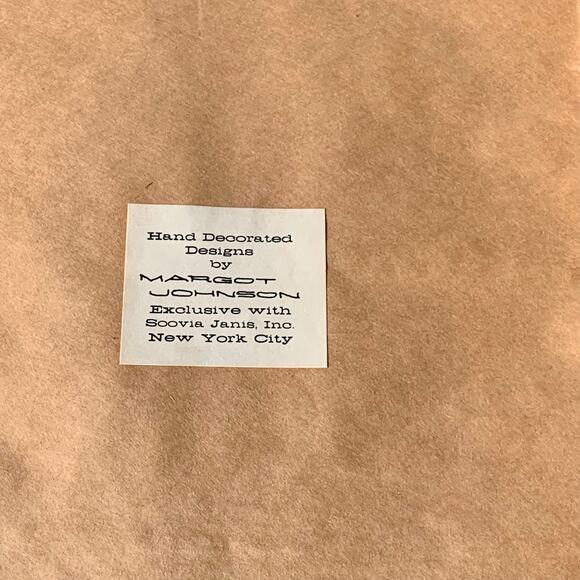 Hand Decorated
Designs
by
MARGOT
JOHNSON
Exclusive with
Soovia Janis, Inc.
New York City